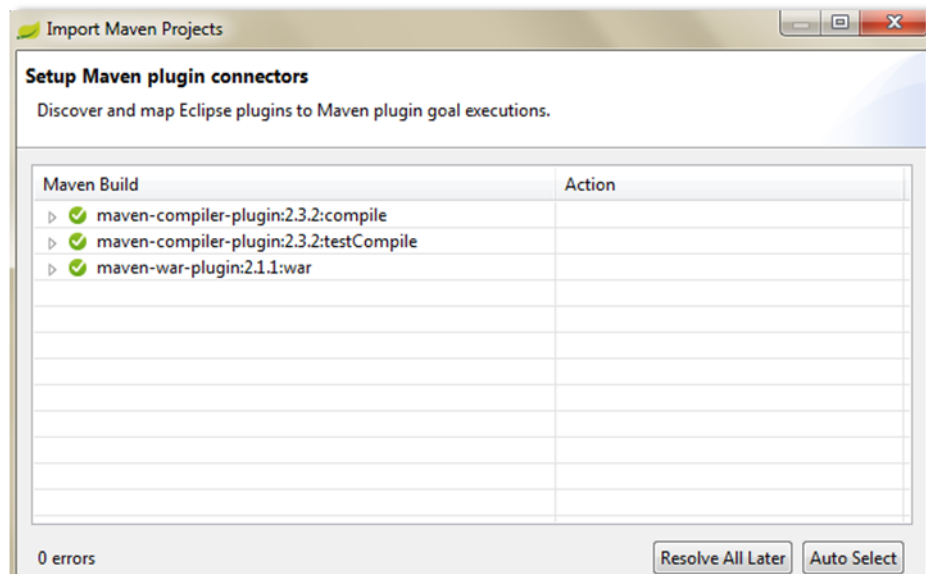 Import Maven Projects
Setup Maven plugin connectors
Discover and map Eclipse plugins to Maven plugin goal executions.
Maven Build Action
maven-compiler-plugin:2.3.2:compile
maven-compiler-plugin:2.3.2:testCompile
maven-war-plugin:2.1.1:war
0 errors Resolve All Later Auto Select